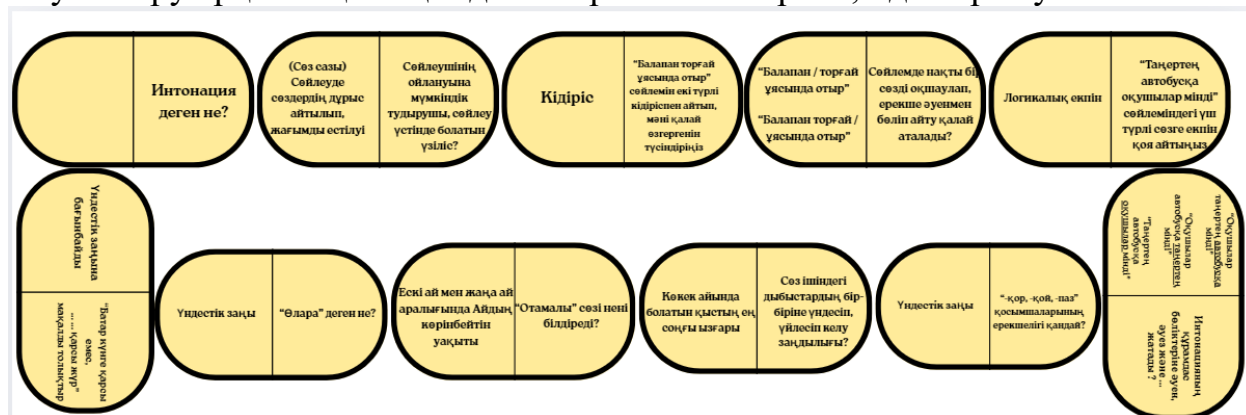 Интонация
деген не?
(Сөз сазы)
Сөйлеуде
сөздердің дұрыс
айтылып,
жағымды естілуі
Сөйлеушінің
ойлануына
мүмкіндік
тудырушы, сөйлеу
үстінде болатын
үзіліс?
Кідіріс
"Балапан торғай
ұясында отыр"
сөйлемін екі түрлі
кідіріспен айтып,
мәні қалай
өзгергенін
түсіндіріңіз
"Балапан / торғай
ұясында отыр"
"Балапан торғай /
ұясында отыр"
Сөйлемде нақты бір
сөзді оқшаулап,
ерекше әуенмен
бөліп айту қалай
аталады?
Логикалық екпін
"Таңертең
автобусқа
оқушылар мінді"
сөйлеміндегі үш
түрлі сөзге екпін
қоя айтыңыз
"Оқушылар
таңертең автобусқа
мінді"
"Оқушылар
автобусқа таңертең
мінді"
"Таңертең
автобусқа
оқушылар мінді"
Интонацияның
құрамдас
бөліктеріне әуен,
әуез және ...
жатады?
"-қор, -қой, -паз"
қосымшаларының
ерекшелігі қандай?
Үндестік заңы
Сөз ішіндегі
дыбыстардың бір-
біріне үндесіп,
үйлесіп келу
заңдылығы?
Көкек айында
болатын қыстың ең
соңғы ызғары
"Отамалы" сөзі нені
білдіреді?
Ескі ай мен жаңа ай
аралығында Айдың
көрінбейтін
уақыты
"Өлара" деген не?
Үндестік заңы
Үндестік заңына
бағынбайды
"Батар күнге қарсы
емес,
... ... қарсы жүр"
мақалды толықтыр